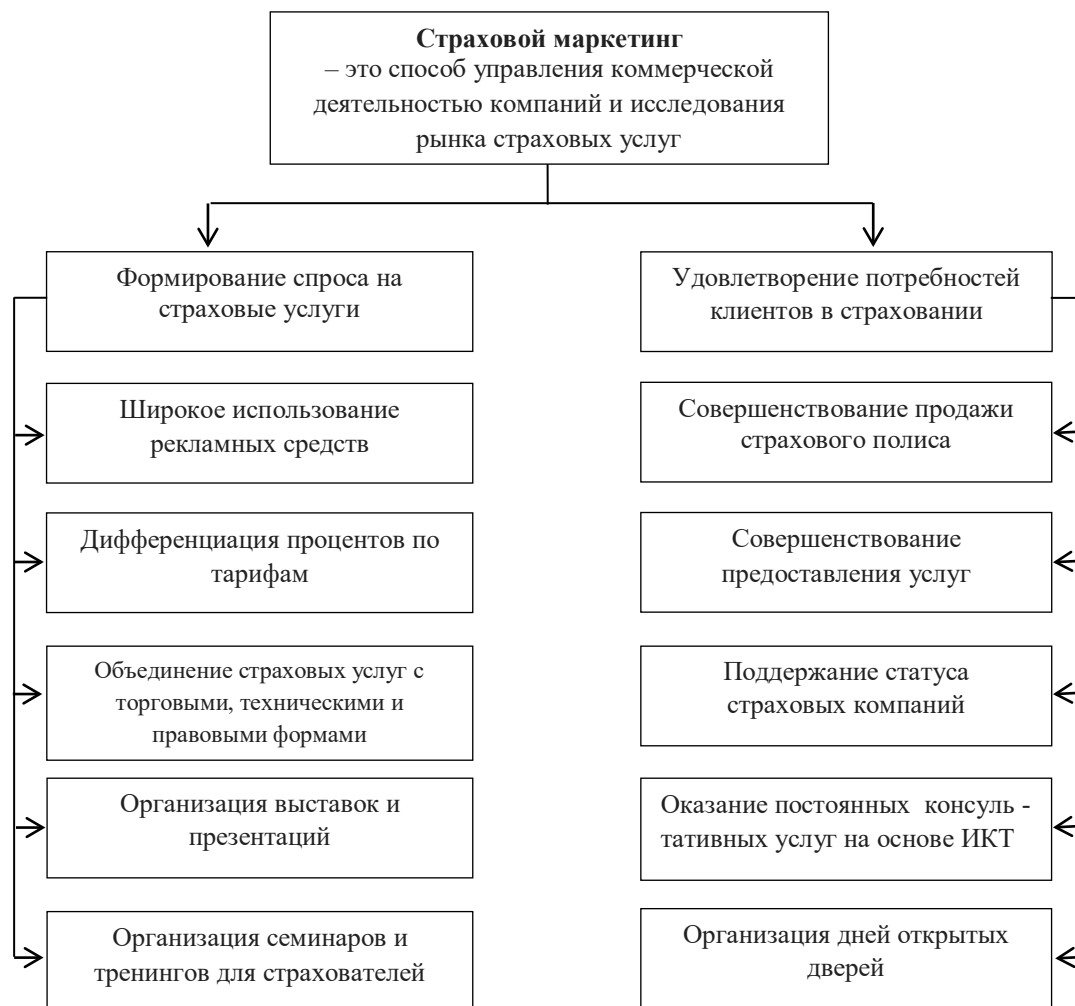 Страховой маркетинг
– это способ управления коммерческой
деятельностью компаний и исследования
рынка страховых услуг
Формирование спроса на
страховые услуги
Широкое использование
рекламных средств
Дифференциация процентов по
тарифам
Объединение страховых услуг с
торговыми, техническими и
правовыми формами
Организация выставок и
презентаций
Организация семинаров и
тренингов для страхователей
Удовлетворение потребностей
клиентов в страховании
Совершенствование продажи
страхового полиса
Совершенствование
предоставления услуг
Поддержание статуса
страховых компаний
Оказание постоянных  консуль -
тативных услуг на основе ИКТ
Организация дней открытых
дверей